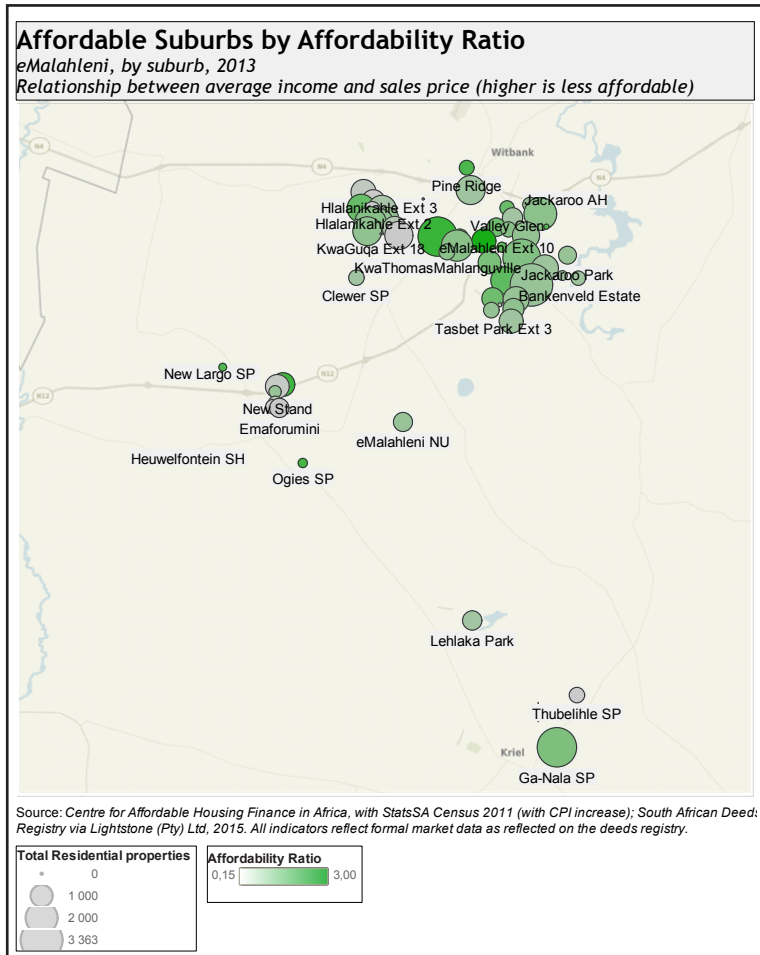 Affordable Suburbs by Affordability Ratio
eMalahleni, by suburb, 2013
Relationship between average income and sales price (higher is less affordable)
N4
N4
Witbank
N4
Pine Ridge
Jackaroo AH
Hlalanikahle Ext 3
Hlalanikahle Ext 2
Valley Glen
KwaGuqa Ext 18
eMalahleni Ext 10
KwaThomasMahlanguville
Jackaroo Park
Clewer SP
Bankenveld Estate
Tasbet Park Ext 3
New Largo SP
N12
N12
New Stand
Emaforumini
eMalahleni NU
Heuwelfontein SH
Ogies SP
Lehlaka Park
Thubelihle SP
Kriel
Ga-Nala SP
Source: Centre for Affordable Housing Finance in Africa, with StatsSA Census 2011 (with CPI increase); South African Deeds
Registry via Lightstone (Pty) Ltd, 2015. All indicators reflect formal market data as reflected on the deeds registry.
Total Residential properties
0
1 000
2 000
3 363
Affordability Ratio
0,15 3,00